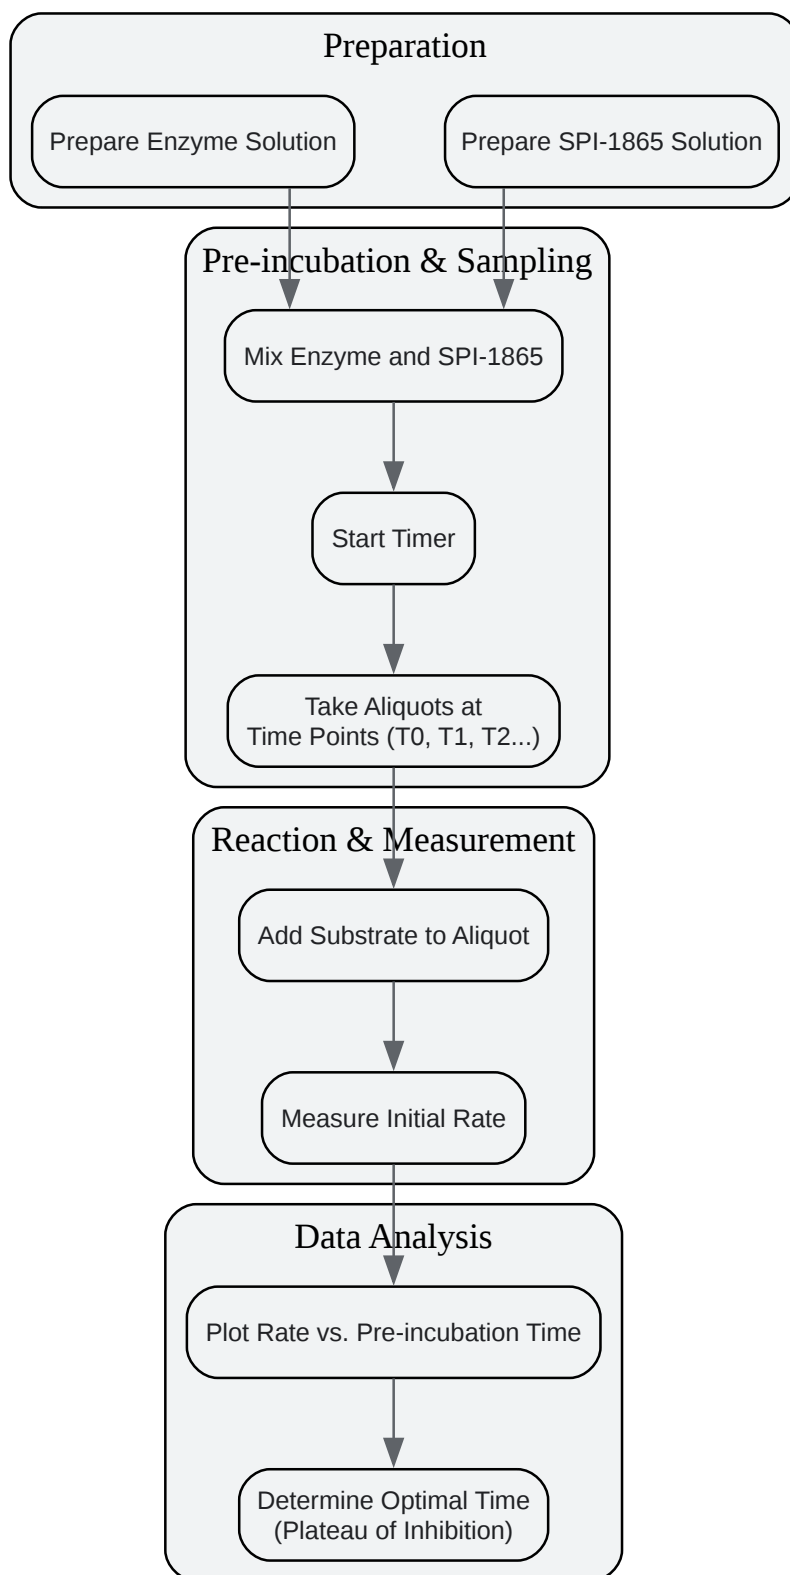 Preparation
Prepare Enzyme Solution
Prepare SPI-1865 Solution
Pre-incubation & Sampling
Mix Enzyme and SPI-1865
Start Timer
Take Aliquots at
Time Points (T0, T1, T2...)
Reaction & Measurement
Add Substrate to Aliquot
Measure Initial Rate
Data Analysis
Plot Rate vs. Pre-incubation Time
Determine Optimal Time
(Plateau of Inhibition)